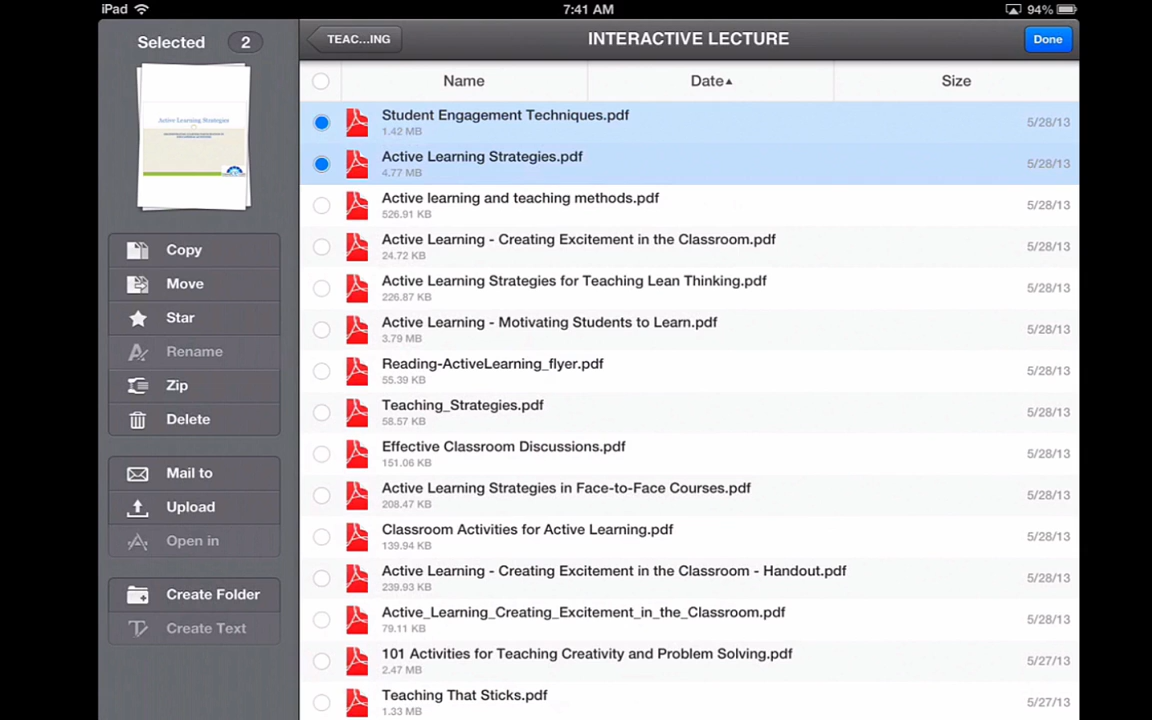 iPad 7:41 AM 94%
Selected 2
TEAC...ING INTERACTIVE LECTURE Done
Name Date Size
Active Learning Strategies
Student Engagement Techniques.pdf 5/28/13
1.42 MB
Active Learning Strategies.pdf 5/28/13
4.77 MB
Active learning and teaching methods.pdf 5/28/13
526.91 KB
Active Learning - Creating Excitement in the Classroom.pdf 5/28/13
24.72 KB
Active Learning Strategies for Teaching Lean Thinking.pdf 5/28/13
226.87 KB
Active Learning - Motivating Students to Learn.pdf 5/28/13
3.79 MB
Reading-ActiveLearning_flyer.pdf 5/28/13
55.39 KB
Teaching_Strategies.pdf 5/28/13
58.57 KB
Effective Classroom Discussions.pdf 5/28/13
151.06 KB
Active Learning Strategies in Face-to-Face Courses.pdf 5/28/13
208.47 KB
Classroom Activities for Active Learning.pdf 5/28/13
139.94 KB
Active Learning - Creating Excitement in the Classroom - Handout.pdf 5/28/13
239.93 KB
Active_Learning_Creating_Excitement_in_the_Classroom.pdf 5/28/13
79.11 KB
101 Activities for Teaching Creativity and Problem Solving.pdf 5/27/13
2.47 MB
Teaching That Sticks.pdf 5/27/13
1.33 MB
Copy
Move
Star
Rename
Zip
Delete
Mail to
Upload
Open in
Create Folder
Create Text